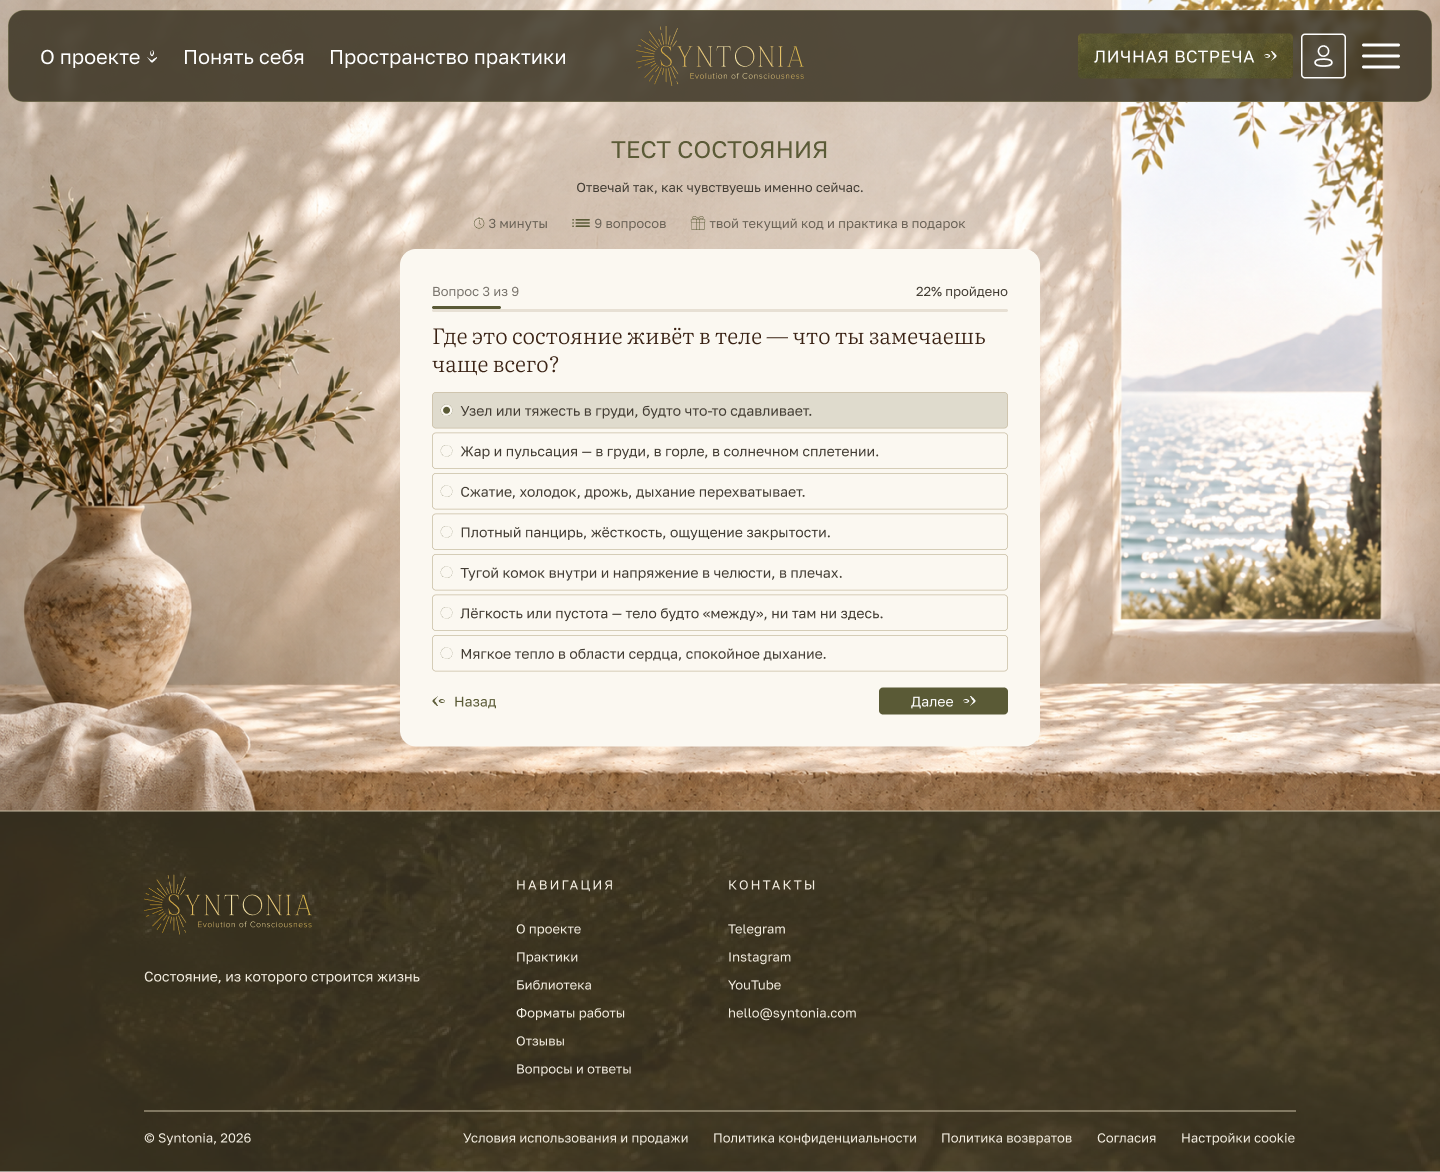 О проекте
Понять себя
Пространство практики
SYNTONIA
Evolution of Consciousness
ЛИЧНАЯ ВСТРЕЧА
ТЕСТ СОСТОЯНИЯ
Отвечай так, как чувствуешь именно сейчас.
3 минуты
9 вопросов
твой текущий код и практика в подарок
Вопрос 3 из 9
22% пройдено
Где это состояние живёт в теле — что ты замечаешь
чаще всего?
Узел или тяжесть в груди, будто что-то сдавливает.
Жар и пульсация — в груди, в горле, в солнечном сплетении.
Сжатие, холодок, дрожь, дыхание перехватывает.
Плотный панцирь, жёсткость, ощущение закрытости.
Тугой комок внутри и напряжение в челюсти, в плечах.
Лёгкость или пустота — тело будто «между», ни там ни здесь.
Мягкое тепло в области сердца, спокойное дыхание.
Назад
Далее
SYNTONIA
Evolution of Consciousness
Состояние, из которого строится жизнь
НАВИГАЦИЯ
О проекте
Практики
Библиотека
Форматы работы
Отзывы
Вопросы и ответы
КОНТАКТЫ
Telegram
Instagram
YouTube
hello@syntonia.com
© Syntonia, 2026
Условия использования и продажи
Политика конфиденциальности
Политика возвратов
Согласия
Настройки cookie